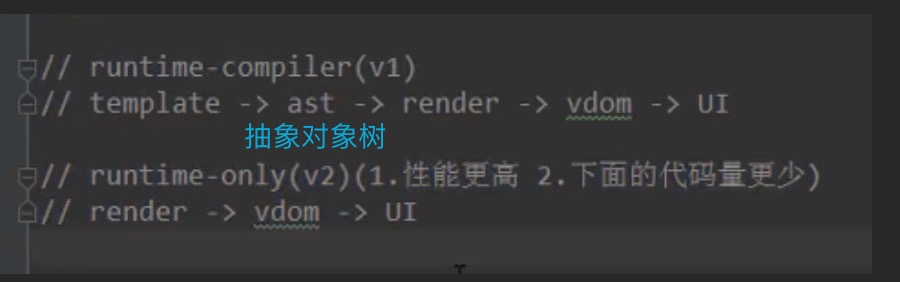 // runtime-compiler(v1)
// template -> ast -> render -> vdom -> UI
抽象对象树
// runtime-only(v2)(1.性能更高 2.下面的代码量更少)
// render -> vdom -> UI